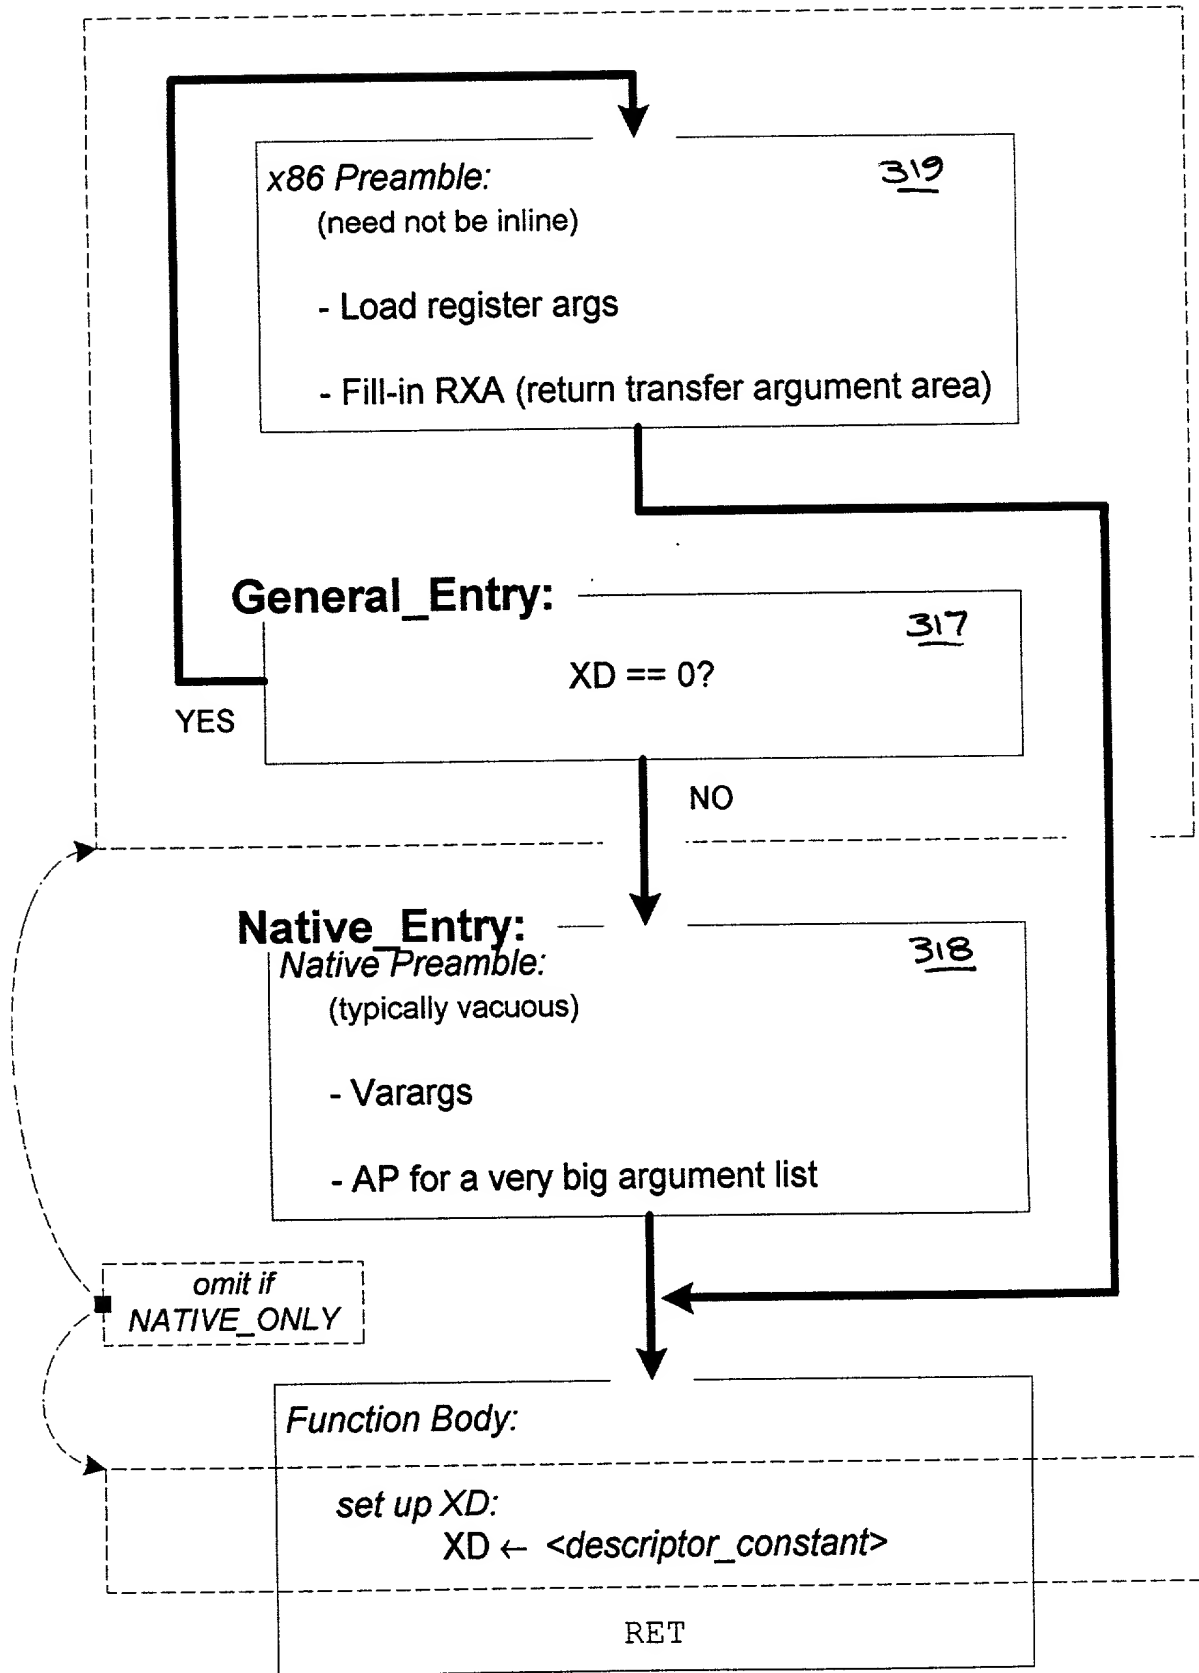 x86 Preamble: 319
(need not be inline)
- Load register args
- Fill-in RXA (return transfer argument area)
General_Entry:
317
XD == 0?
YES
NO
Native_Entry:
Native Preamble: 318
(typically vacuous)
- Varargs
- AP for a very big argument list
omit if
NATIVE_ONLY
Function Body:
set up XD:
XD ← <descriptor_constant>
RET